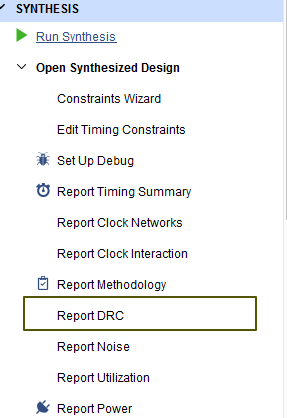 SYNTHESIS
Run Synthesis
Open Synthesized Design
Constraints Wizard
Edit Timing Constraints
Set Up Debug
Report Timing Summary
Report Clock Networks
Report Clock Interaction
Report Methodology
Report DRC
Report Noise
Report Utilization
Report Power